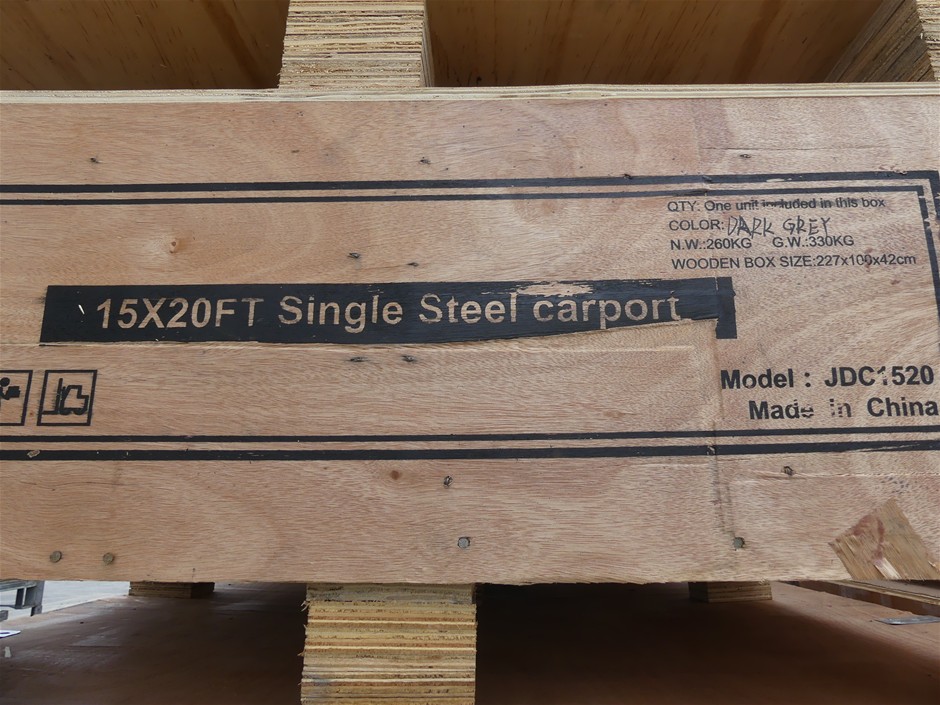 QTY: One unit included in this box
COLOR: DARK GREY
N.W.:260KG G.W.:330KG
WOODEN BOX SIZE:227x100x42cm
15X20FT Single Steel carport
Model : JDC1520
Made in China